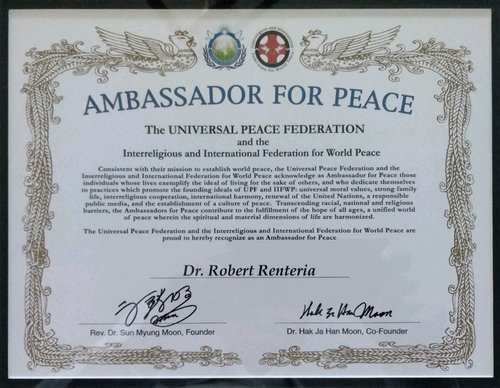 AMBASSADOR FOR PEACE
The UNIVERSAL PEACE FEDERATION
and the
Interreligious and International Federation for World Peace
Consistent with their mission to establish world peace, the Universal Peace Federation and the
Interreligious and International Federation for World Peace acknowledge as Ambassador for Peace those
individuals whose lives exemplify the ideal of living for the sake of others, and who dedicate themselves
to practices which promote the founding ideals of UPF and IIFWP: universal moral values, strong family
life, interreligious cooperation, international harmony, renewal of the United Nations, a responsible
public media, and the establishment of a culture of peace. Transcending racial, national and religious
barriers, the Ambassadors for Peace contribute to the fulfillment of the hope of all ages, a unified world
of peace wherein the spiritual and material dimensions of life are harmonized.
The Universal Peace Federation and the Interreligious and International Federation for World Peace are
proud to hereby recognize as an Ambassador for Peace
Dr. Robert Renteria
Hak Ja Han Moon
Rev. Dr. Sun Myung Moon, Founder
Dr. Hak Ja Han Moon, Co-Founder